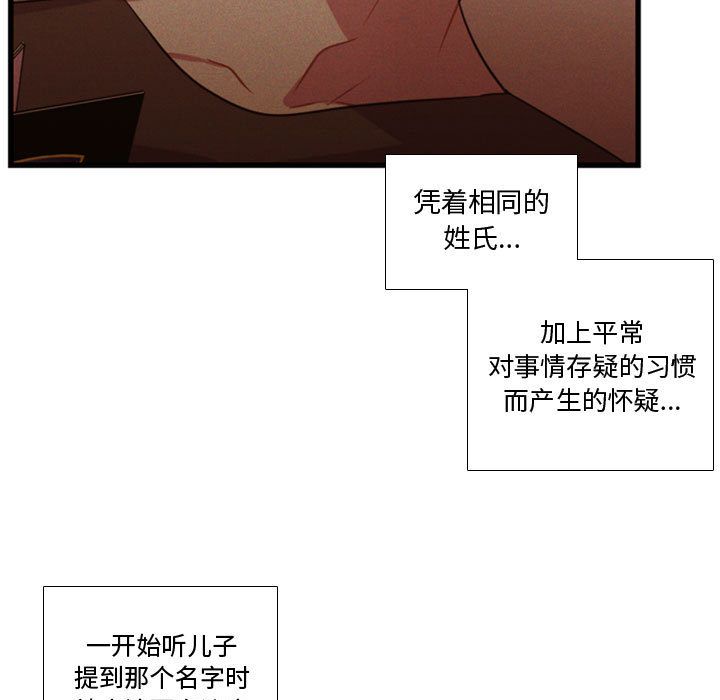 凭着相同的
姓氏...
加上平常
对事情存疑的习惯
而产生的怀疑...
一开始听儿子
提到那个名字时